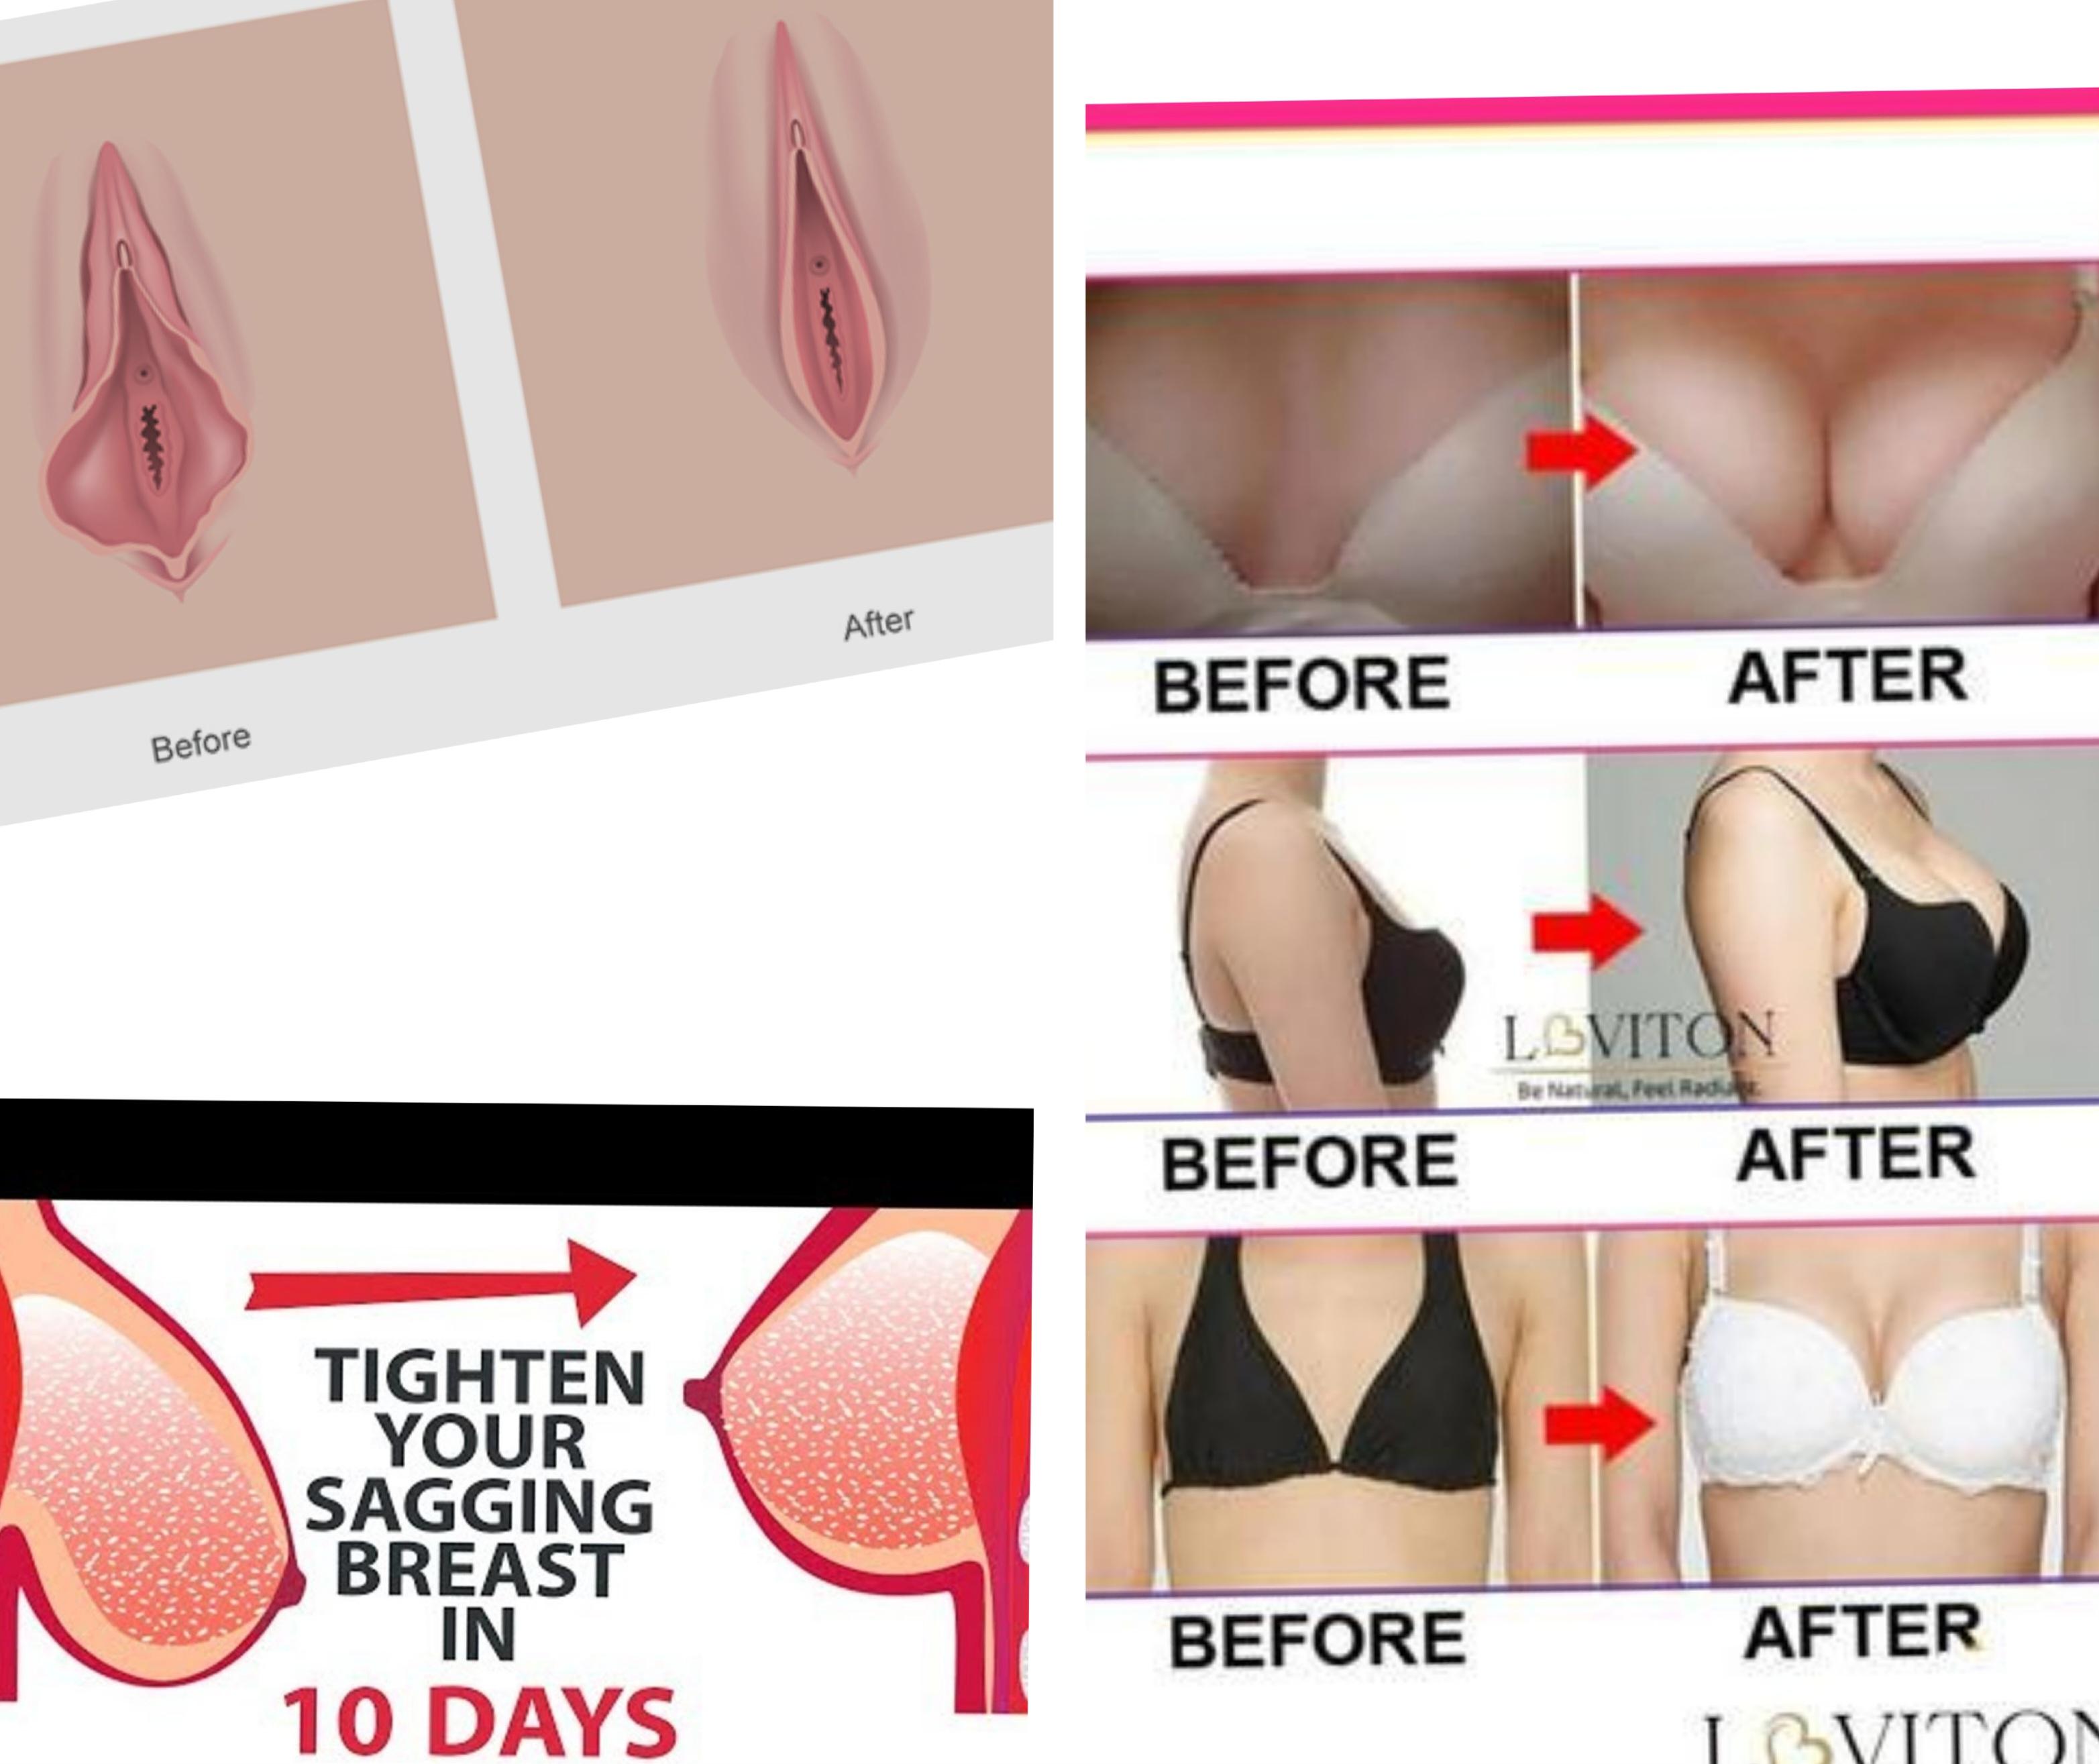 Before
After
TIGHTEN
YOUR
SAGGING
BREAST
IN
10 DAYS
BEFORE
AFTER
LOVITON
Be Natural, Feel Radiant.
BEFORE
AFTER
BEFORE
AFTER
LOVITON